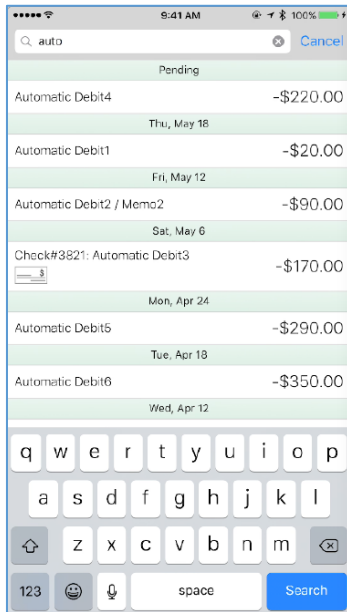 9:41 AM 100%
auto Cancel
Pending
Automatic Debit4 -$220.00
Thu, May 18
Automatic Debit1 -$20.00
Fri, May 12
Automatic Debit2 / Memo2 -$90.00
Sat, May 6
Check#3821: Automatic Debit3
-$170.00
$
Mon, Apr 24
Automatic Debit5 -$290.00
Tue, Apr 18
Automatic Debit6 -$350.00
Wed, Apr 12
q w e r t y u i o p
a s d f g h j k l
z x c v b n m
123 space Search